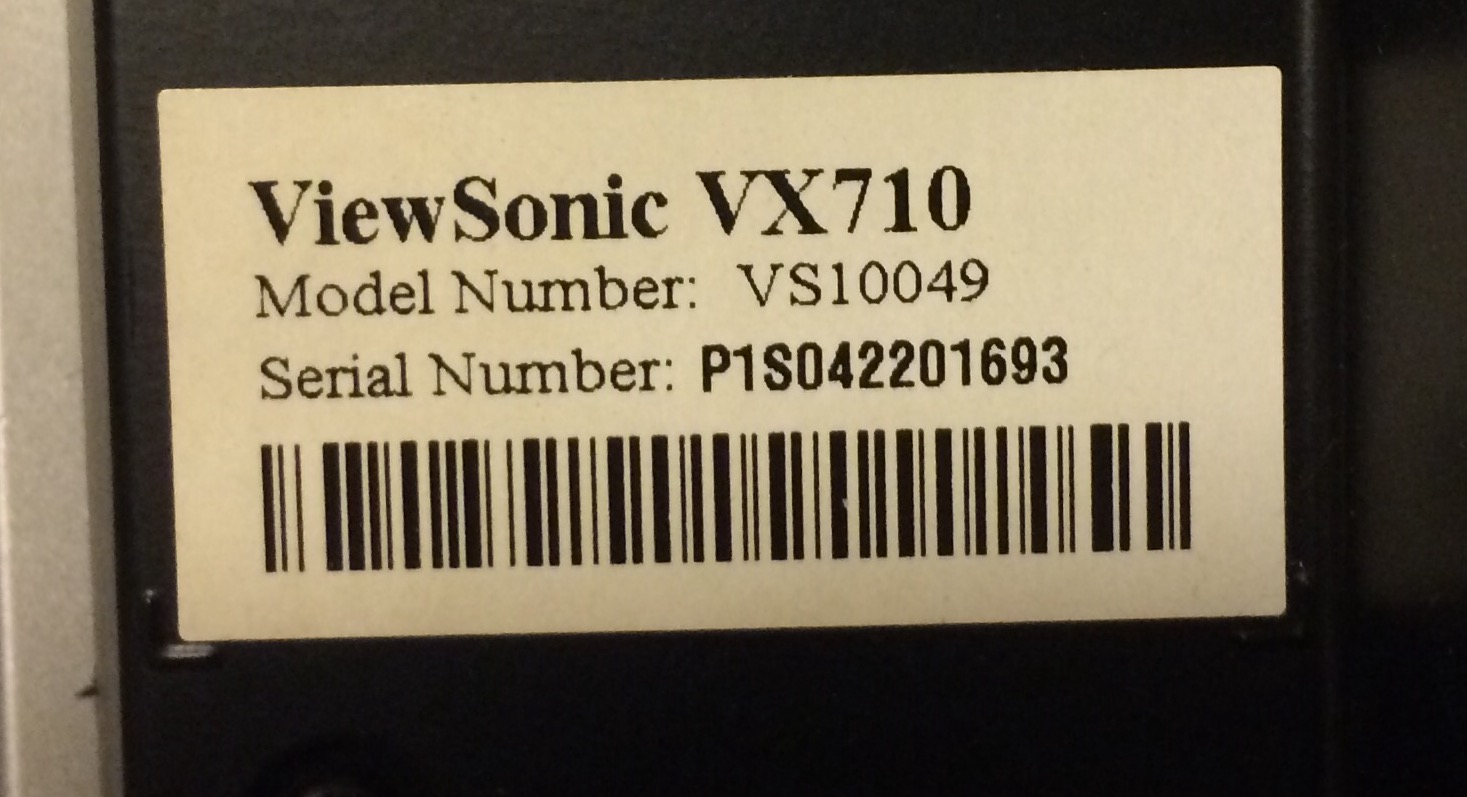 ViewSonic VX710
Model Number: VS10049
Serial Number: P1S042201693